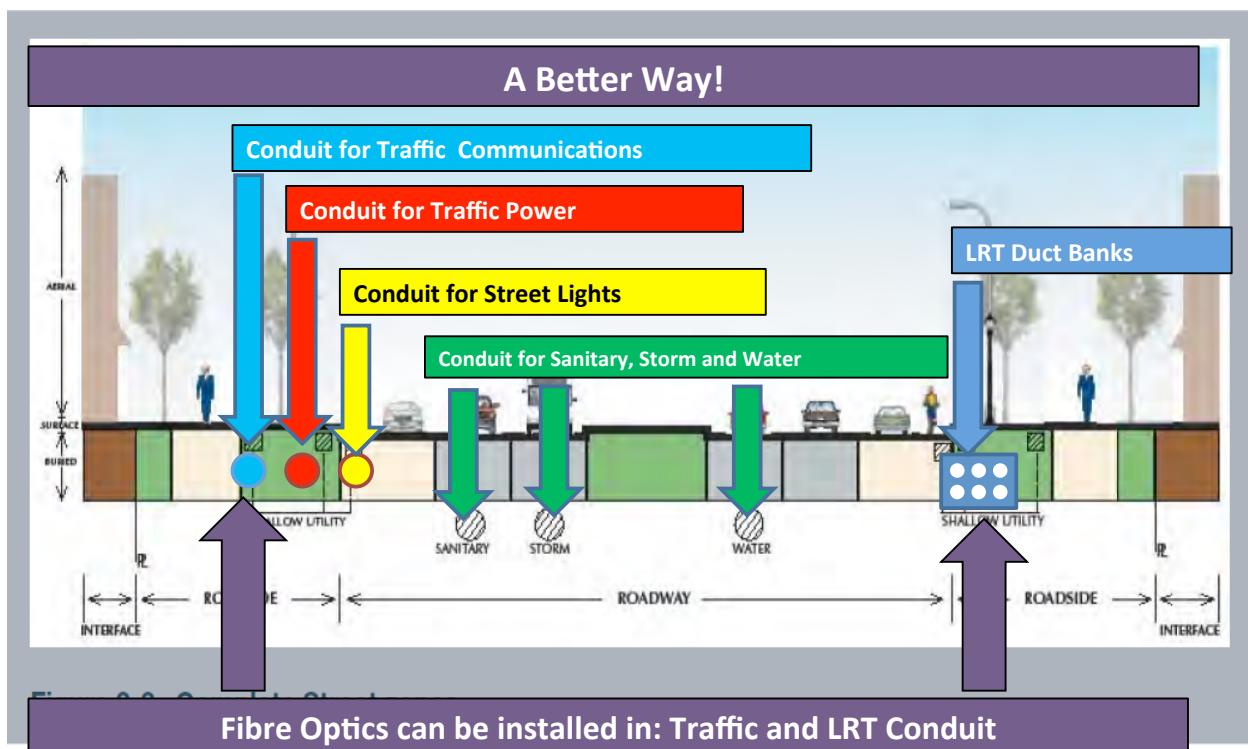 A Better Way!
Conduit for Traffic Communications
Conduit for Traffic Power
LRT Duct Banks
Conduit for Street Lights
Conduit for Sanitary, Storm and Water
AERIAL
SURFACE
BURIED
SHALLOW UTILITY
SANITARY
STORM
WATER
ROADWAY
ROADSIDE
INTERFACE
INTERFACE
Fibre Optics can be installed in: Traffic and LRT Conduit